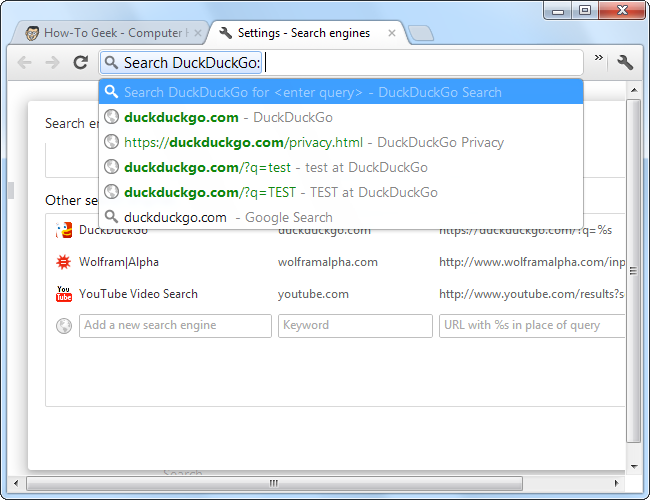 How-To Geek - Computer H
Settings - Search engines
Search DuckDuckGo:
Search DuckDuckGo for <enter query> - DuckDuckGo Search
duckduckgo.com - DuckDuckGo
https://duckduckgo.com/privacy.html - DuckDuckGo Privacy
duckduckgo.com/?q=test - test at DuckDuckGo
duckduckgo.com/?q=TEST - TEST at DuckDuckGo
duckduckgo.com - Google Search
Search en
Other se
DuckDuckGo duckduckgo.com https://duckduckgo.com/?q=%s
Wolfram|Alpha wolframalpha.com http://www.wolframalpha.com/inp
YouTube Video Search youtube.com http://www.youtube.com/results?s
Add a new search engine Keyword URL with %s in place of query
Search